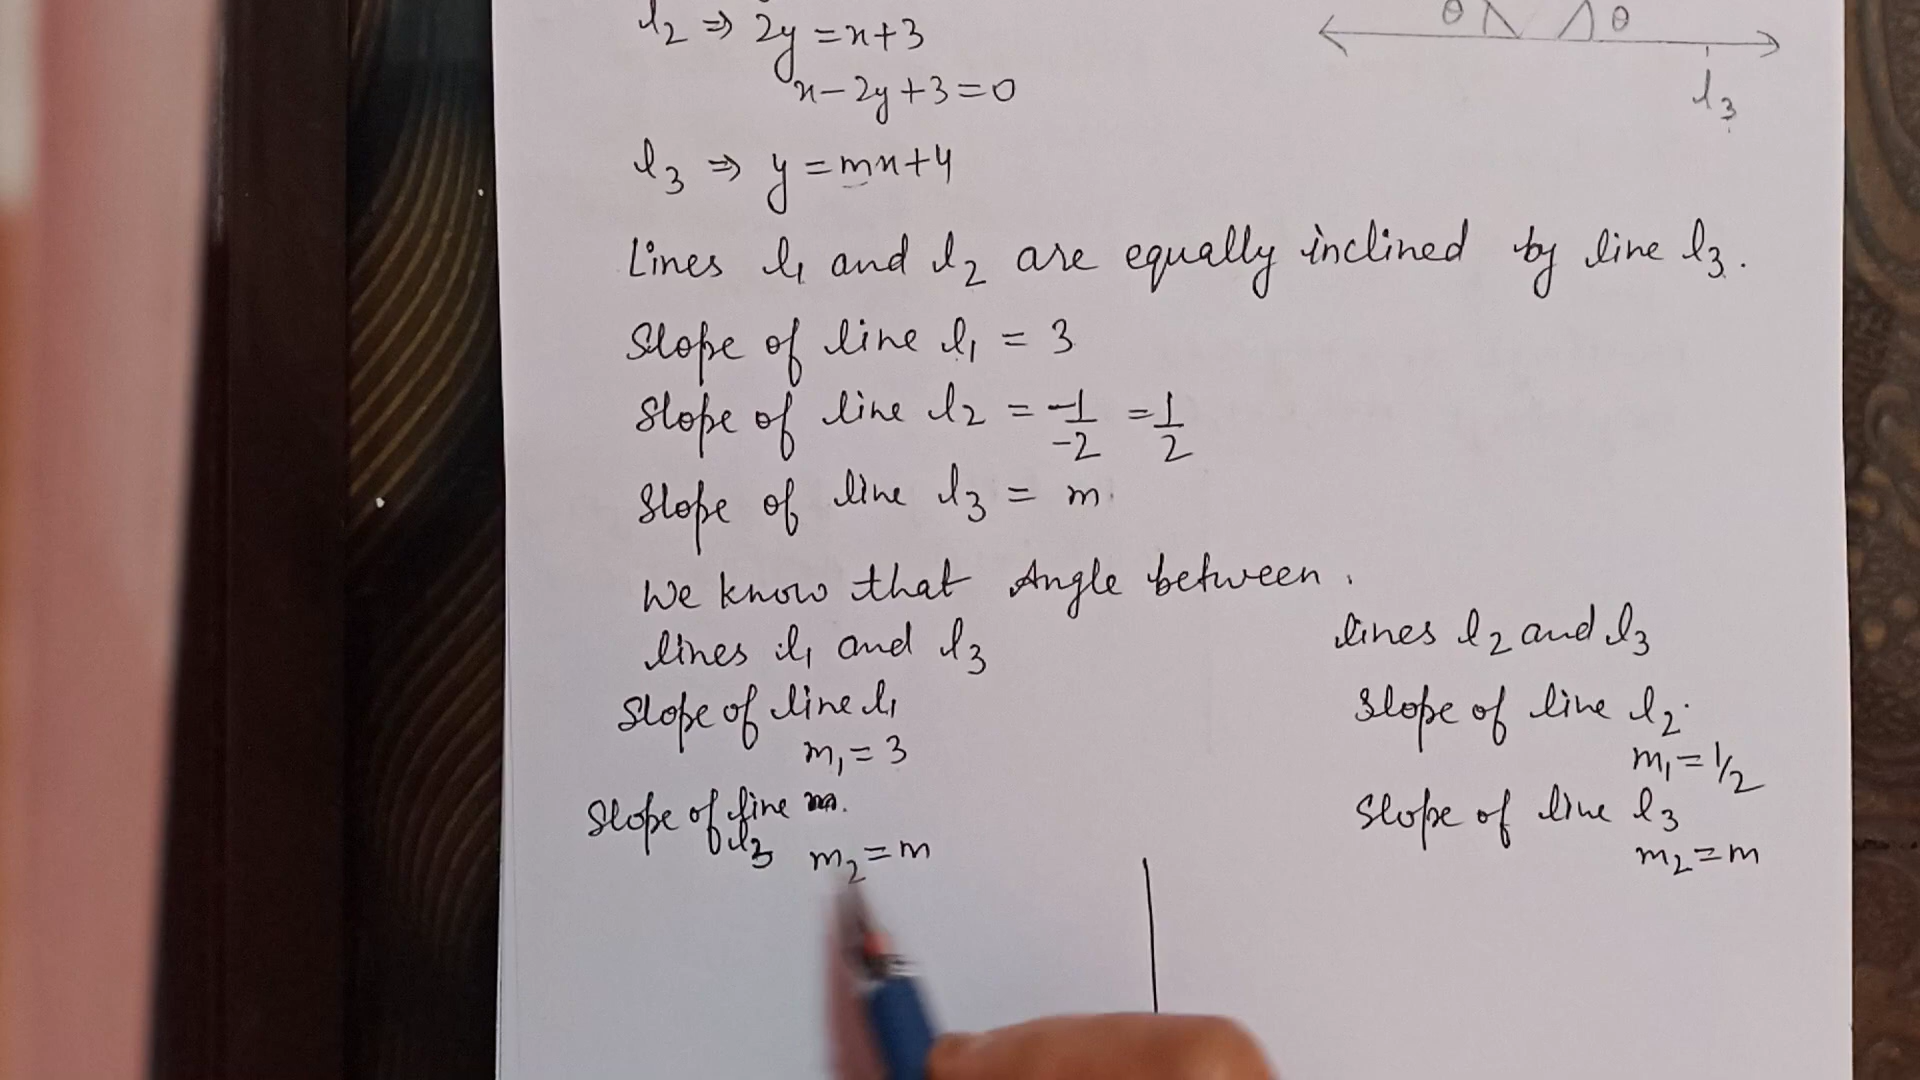 l2 ⇒ 2y = x+3
θ θ
x - 2y + 3 = 0
l3
l3 ⇒ y = mx+4
Lines l1 and l2 are equally inclined by line l3.
Slope of line l1 = 3
Slope of line l2 = -1/-2 = 1/2
Slope of line l3 = m
We know that Angle between
lines l1 and l3
Slope of line l1
m1 = 3
Slope of line
l3 m2 = m
lines l2 and l3
Slope of line l2
m1 = 1/2
Slope of line l3
m2 = m